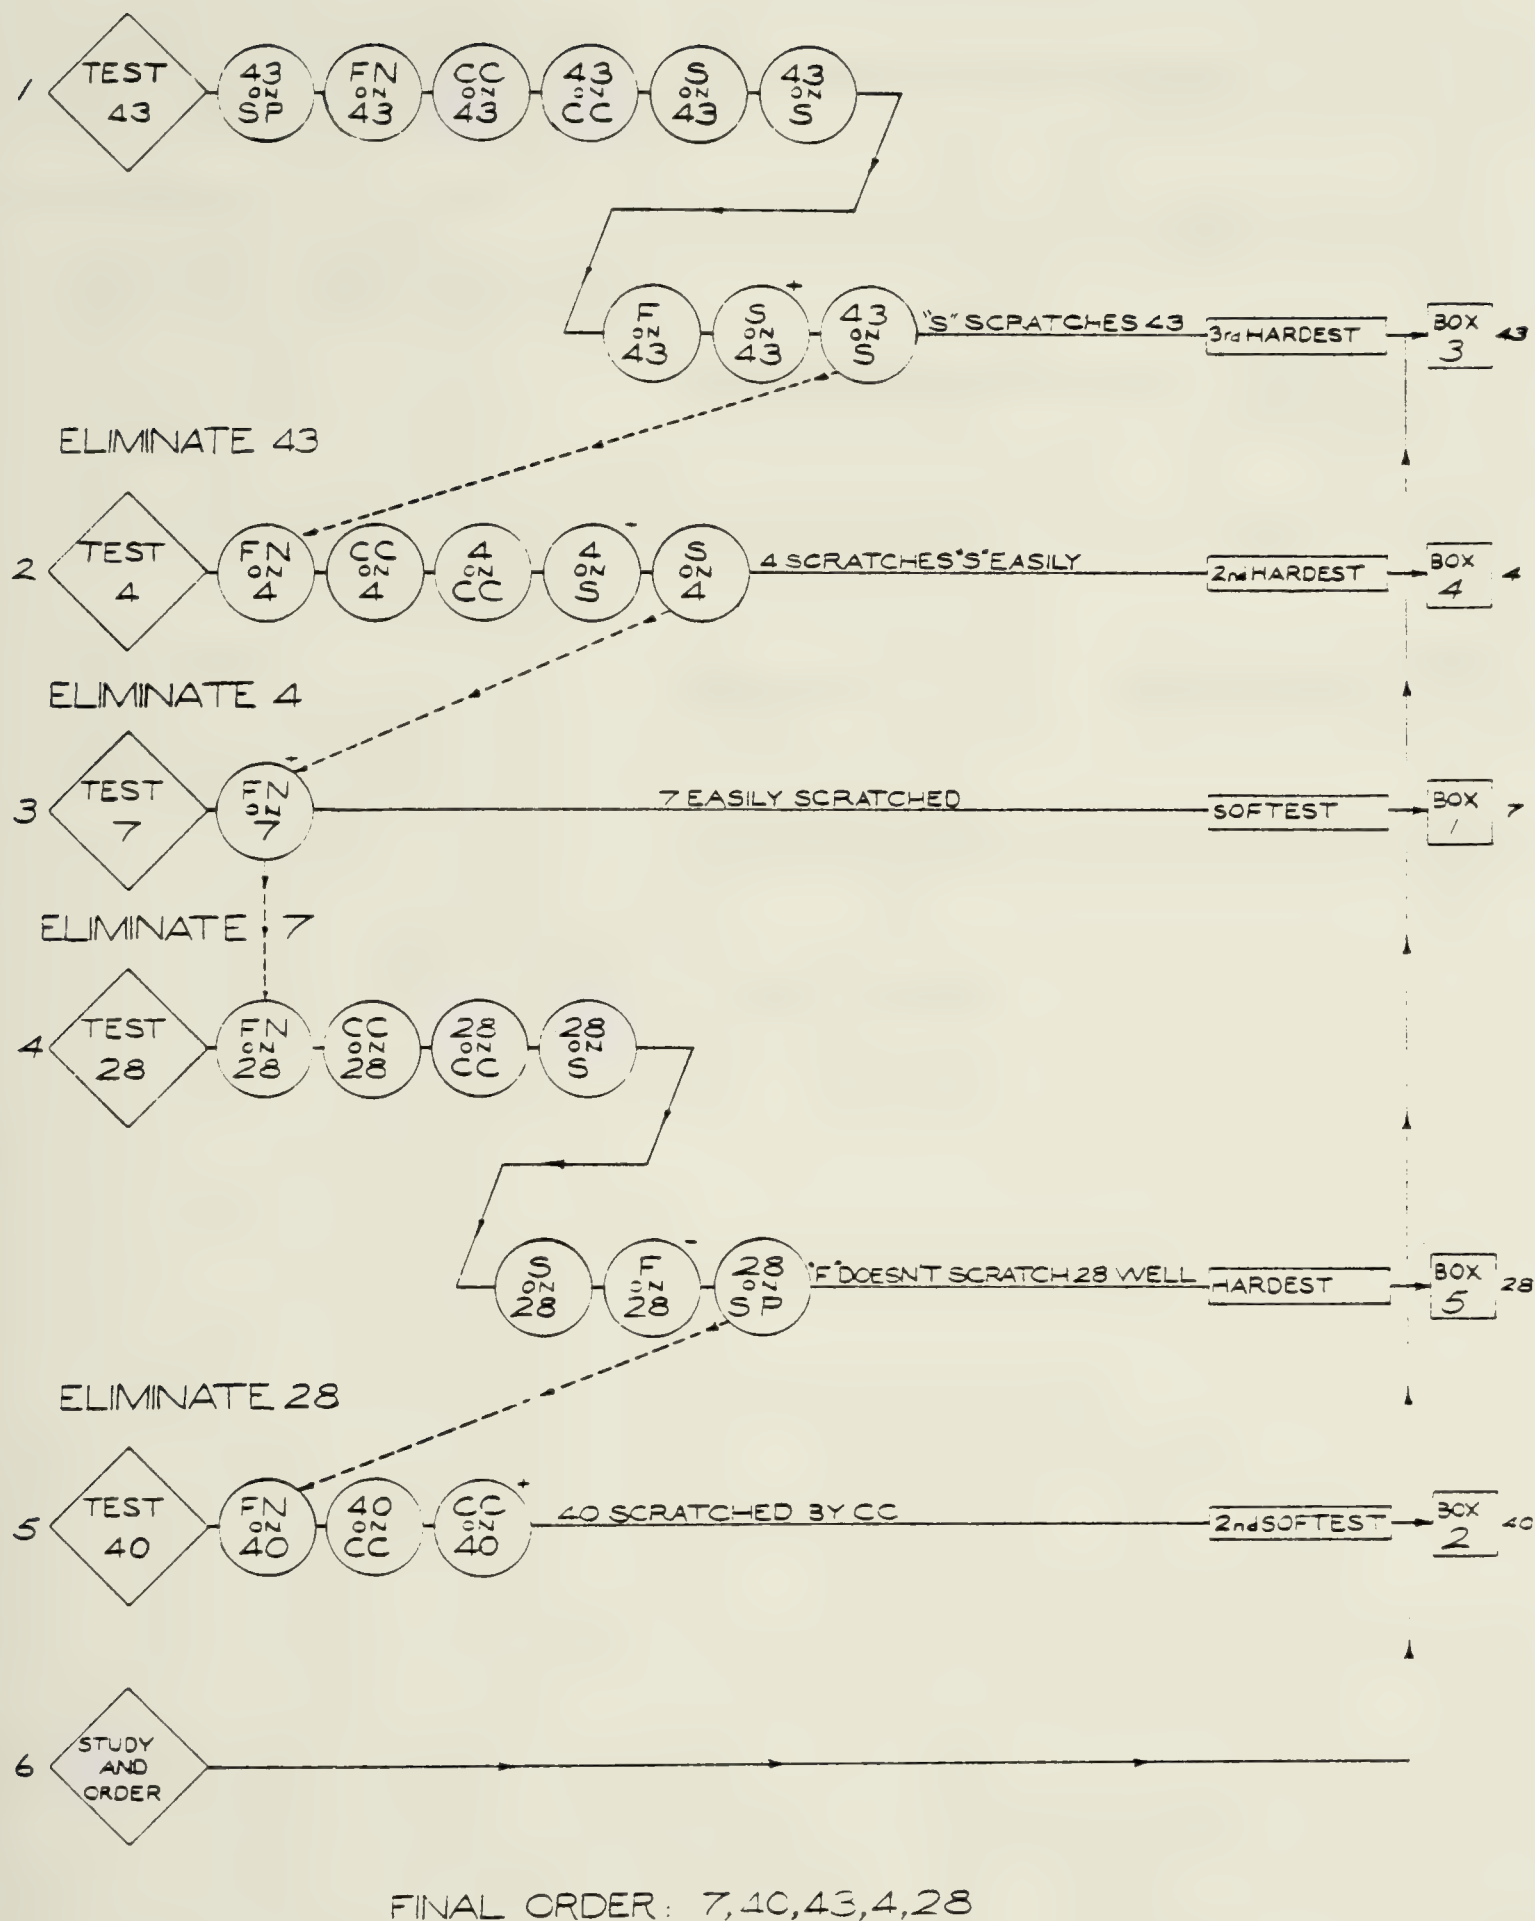 1
TEST
43
43
ON
SP
FN
ON
43
CC
ON
43
43
ON
CC
S
ON
43
43
ON
S
F
ON
43
+
S
ON
43
43
ON
S
"S" SCRATCHES 43
3rd HARDEST
BOX
3
43
ELIMINATE 43
2
TEST
4
FN
ON
4
CC
ON
4
4
ON
CC
-
4
ON
S
S
ON
4
4 SCRATCHES "S" EASILY
2nd HARDEST
BOX
4
4
ELIMINATE 4
3
TEST
7
+
FN
ON
7
7 EASILY SCRATCHED
SOFTEST
BOX
1
7
ELIMINATE 7
4
TEST
28
FN
ON
28
CC
ON
28
28
ON
CC
28
ON
S
S
ON
28
-
F
ON
28
28
ON
SP
"F" DOESN'T SCRATCH 28 WELL
HARDEST
BOX
5
28
ELIMINATE 28
5
TEST
40
FN
ON
40
40
ON
CC
+
CC
ON
40
40 SCRATCHED BY CC
2nd SOFTEST
BOX
2
40
6
STUDY
AND
ORDER
FINAL ORDER: 7,40,43,4,28